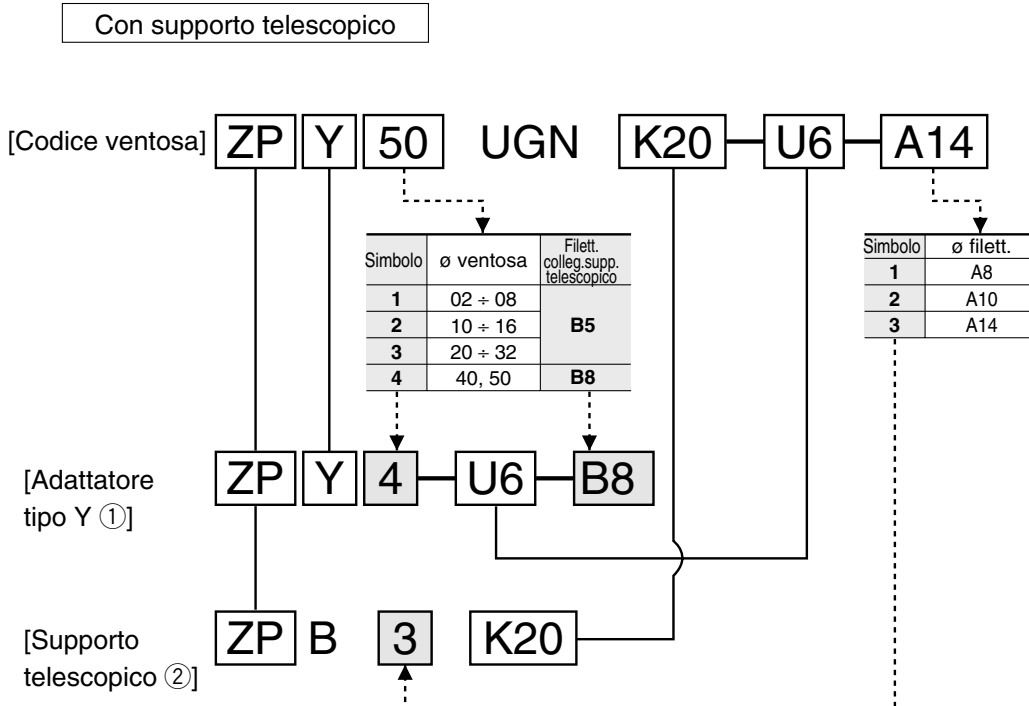 Con supporto telescopico
[Codice ventosa] ZP Y 50 UGN K20 U6 A14
Simbolo ø ventosa Filett. colleg.supp. telescopico
1 02 ÷ 08
2 10 ÷ 16 B5
3 20 ÷ 32
4 40, 50 B8
Simbolo ø filett.
1 A8
2 A10
3 A14
[Adattatore
tipo Y ①] ZP Y 4 U6 B8
[Supporto
telescopico ②] ZP B 3 K20